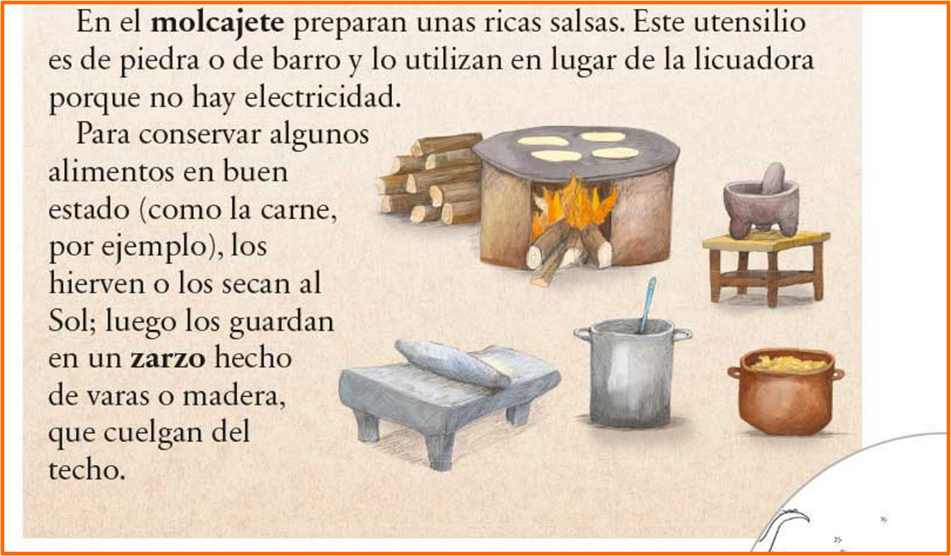 En el molcajete preparan unas ricas salsas. Este utensilio
es de piedra o de barro y lo utilizan en lugar de la licuadora
porque no hay electricidad.
Para conservar algunos
alimentos en buen
estado (como la carne,
por ejemplo), los
hierven o los secan al
Sol; luego los guardan
en un zarzo hecho
de varas o madera,
que cuelgan del
techo.